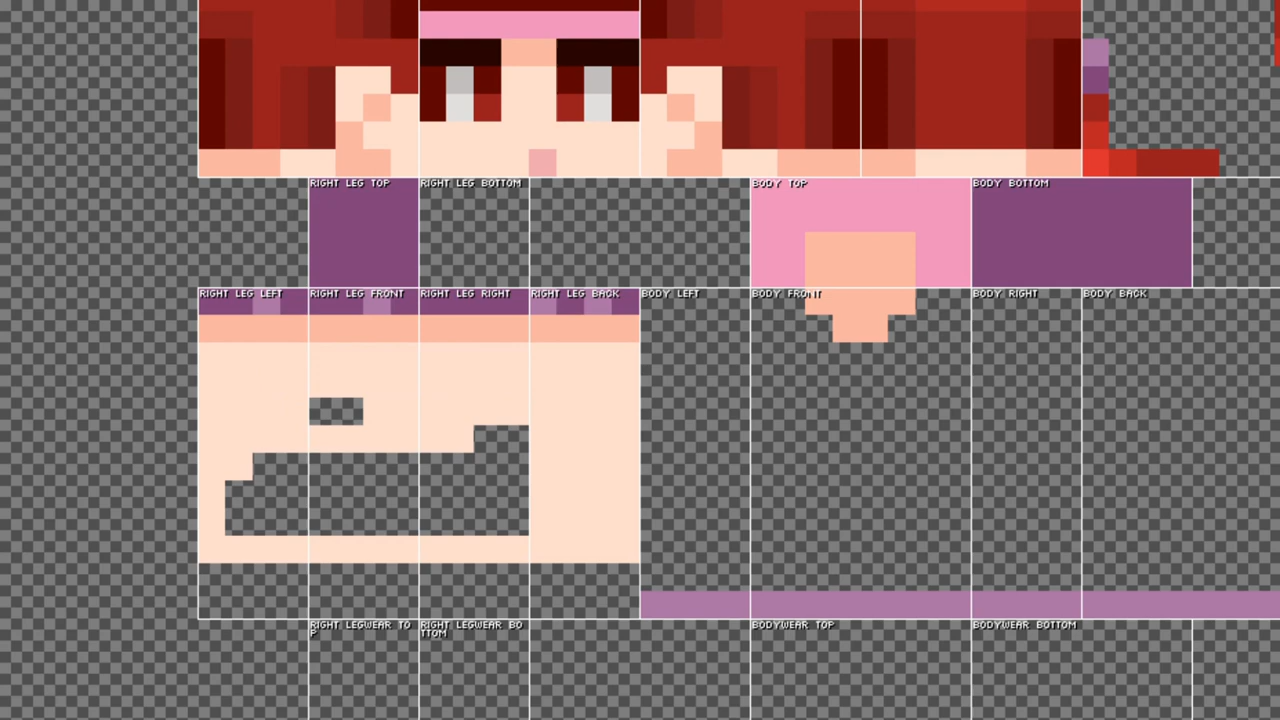 RIGHT LEG TOP
RIGHT LEG BOTTOM
BODY TOP
BODY BOTTOM
RIGHT LEG LEFT
RIGHT LEG FRONT
RIGHT LEG RIGHT
RIGHT LEG BACK
BODY LEFT
BODY FRONT
BODY RIGHT
BODY BACK
RIGHT LEGWEAR TO
P
RIGHT LEGWEAR BO
TTOM
BODYWEAR TOP
BODYWEAR BOTTOM